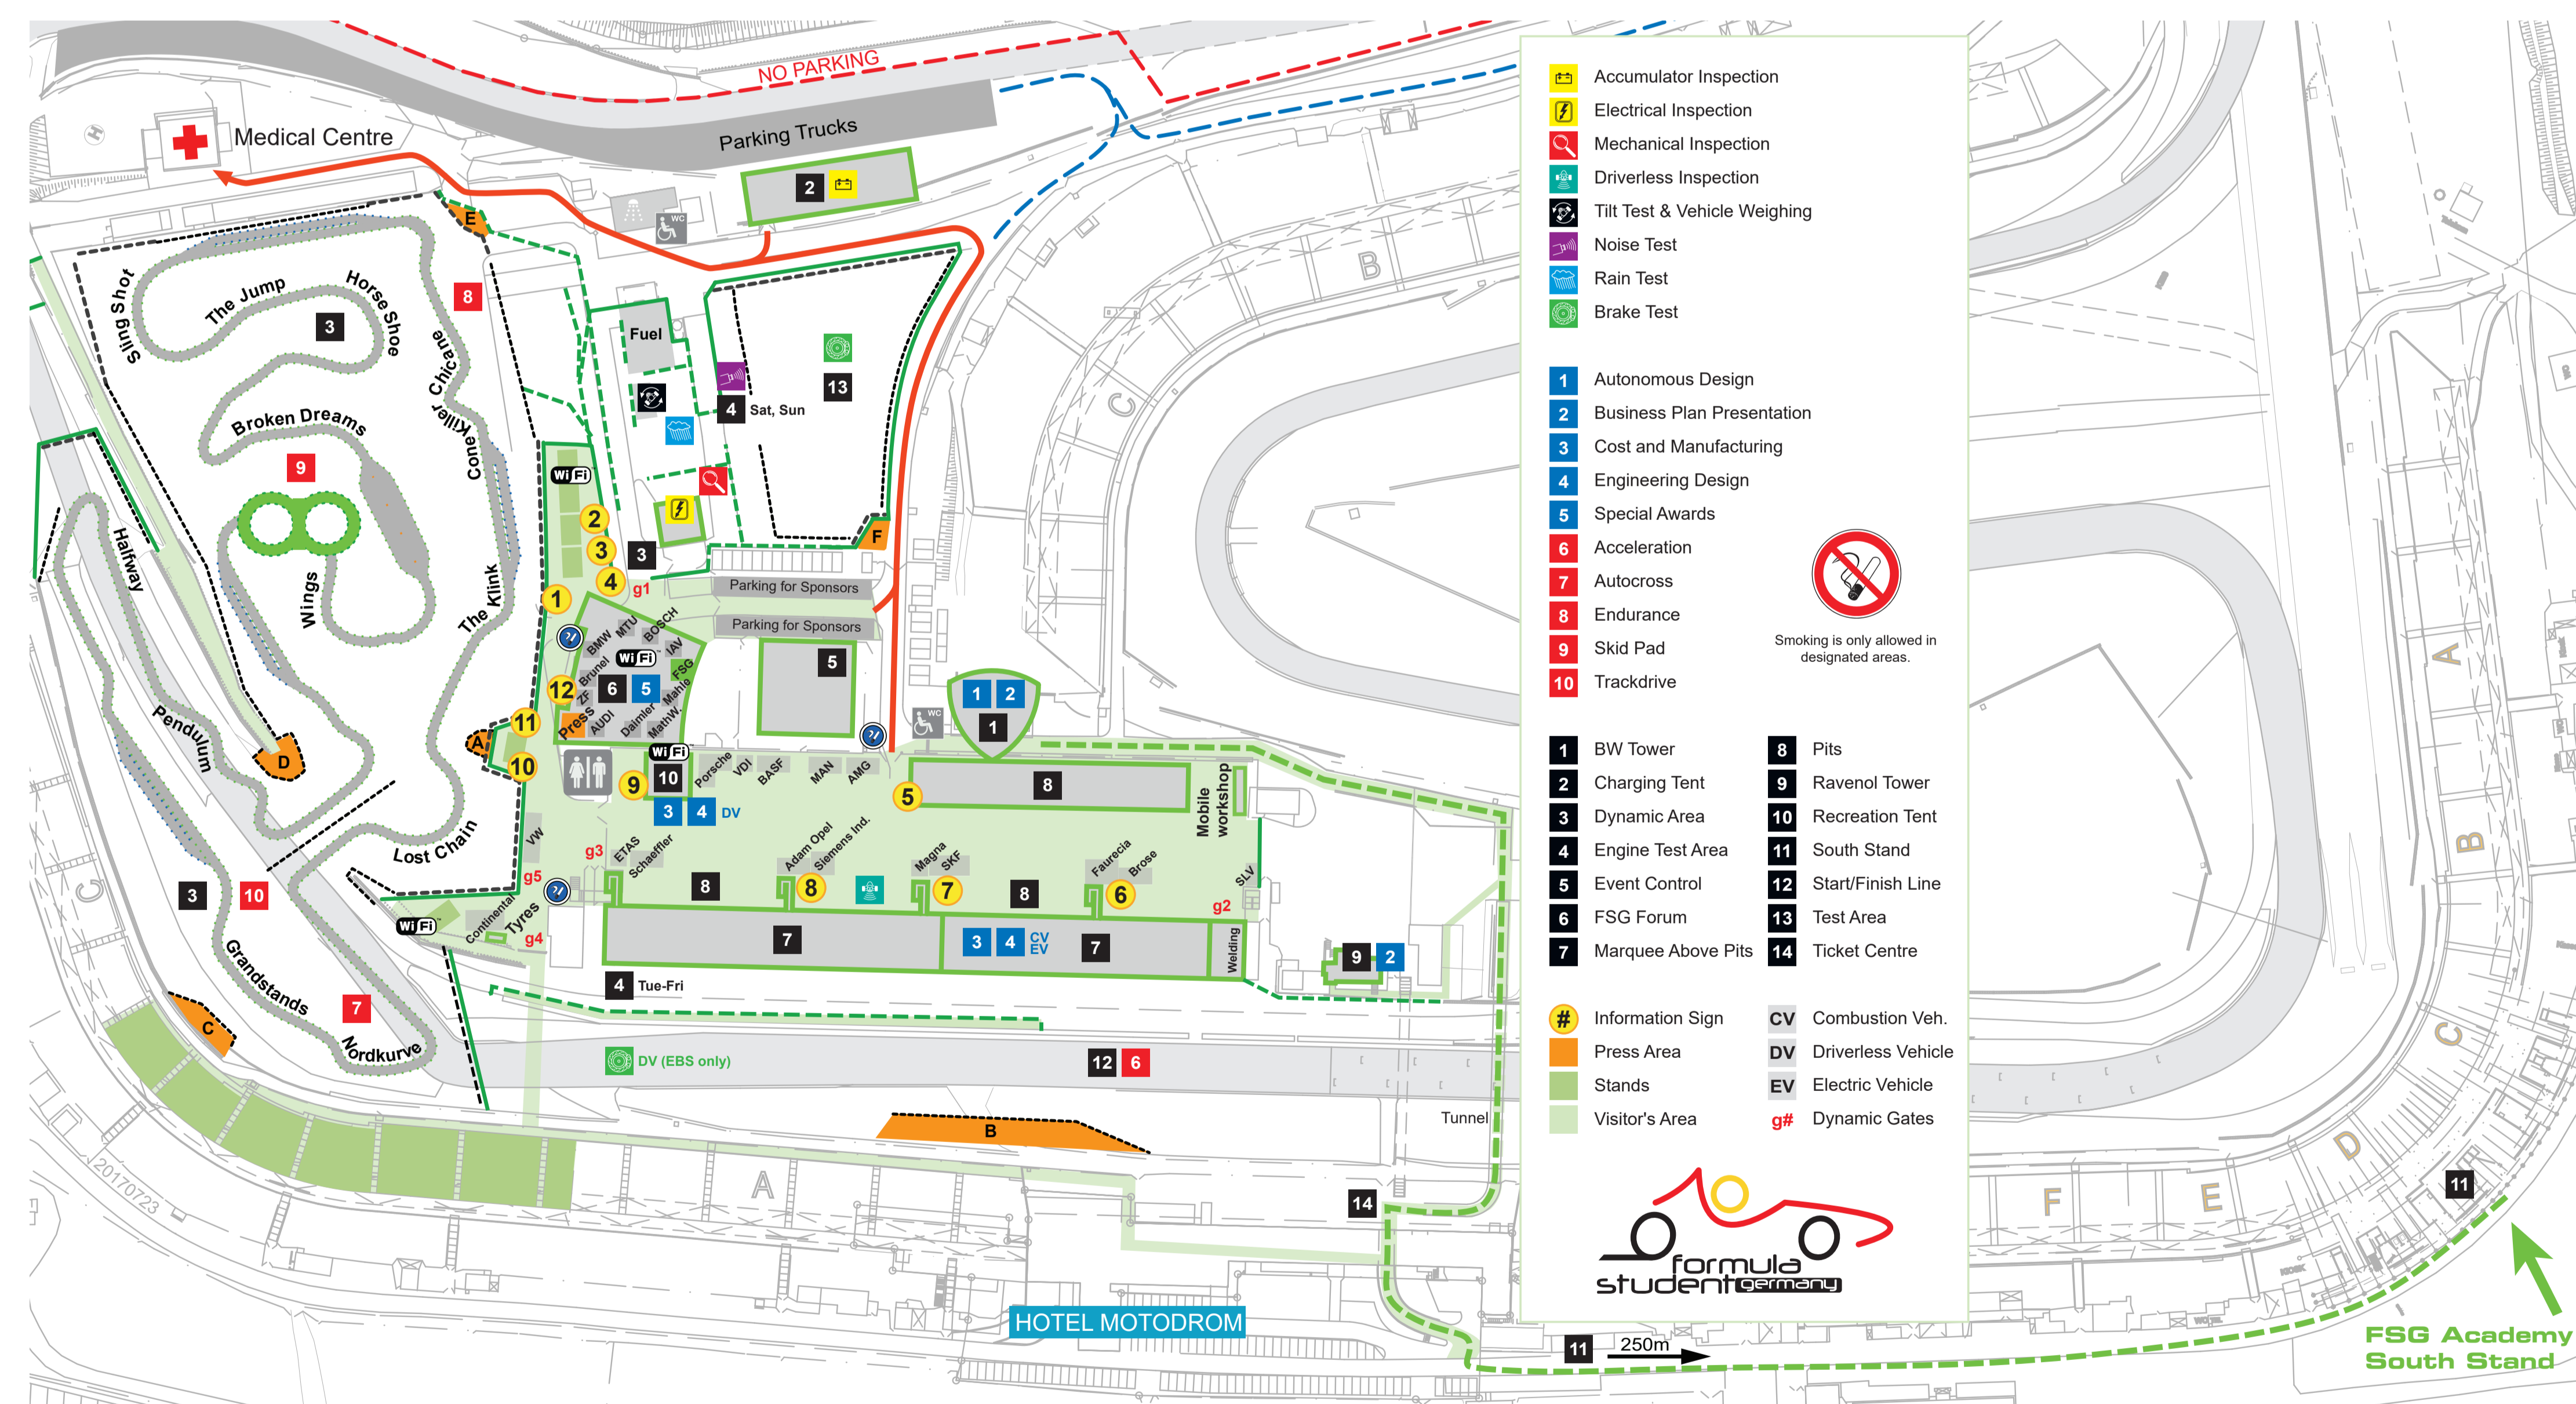 NO PARKING
Parking Trucks
H
Medical Centre
2
WC
E
Sling Shot
The Jump
Horse Shoe
3
8
Chicane
ConeKiller
Broken Dreams
9
Wings
The Klink
Halfway
Pendulum
D
Lost Chain
3
10
Grandstands
7
Nordkurve
C
Fuel
13
4 Sat, Sun
WiFi
2
3
3
4
g1
1
F
Parking for Sponsors
Parking for Sponsors
BMW
MTU
BOSCH
IAV
WiFi
Brunel
FSG
12
ZF
6 5
Mahle
Press
AUDI
Daimler
MathW.
5
11
A
10
WiFi
9
10
Porsche
VDI
BASF
MAN
AMG
3 4 DV
WC
1 2
1
5
8
Mobile
workshop
VW
g3
ETAS
Schaeffler
g5
8
Adam Opel
Siemens Ind.
8
Magna
SKF
7
8
Faurecia
Brose
6
SLV
g2
WiFi
Continental
Tyres
g4
7
3 4 CV
EV
7
Welding
9 2
4 Tue-Fri
DV (EBS only)
12 6
B
Tunnel
14
A
B
C
C
20170723
HOTEL MOTODROM
11 250m
Accumulator Inspection
Electrical Inspection
Mechanical Inspection
Driverless Inspection
Tilt Test & Vehicle Weighing
Noise Test
Rain Test
Brake Test
1 Autonomous Design
2 Business Plan Presentation
3 Cost and Manufacturing
4 Engineering Design
5 Special Awards
6 Acceleration
7 Autocross
8 Endurance
9 Skid Pad
10 Trackdrive
Smoking is only allowed in
designated areas.
1 BW Tower
2 Charging Tent
3 Dynamic Area
4 Engine Test Area
5 Event Control
6 FSG Forum
7 Marquee Above Pits
8 Pits
9 Ravenol Tower
10 Recreation Tent
11 South Stand
12 Start/Finish Line
13 Test Area
14 Ticket Centre
# Information Sign
Press Area
Stands
Visitor's Area
CV Combustion Veh.
DV Driverless Vehicle
EV Electric Vehicle
g# Dynamic Gates
formula
student germany
A
B
C
D
E
F
11
KIOSK
FSG Academy
South Stand